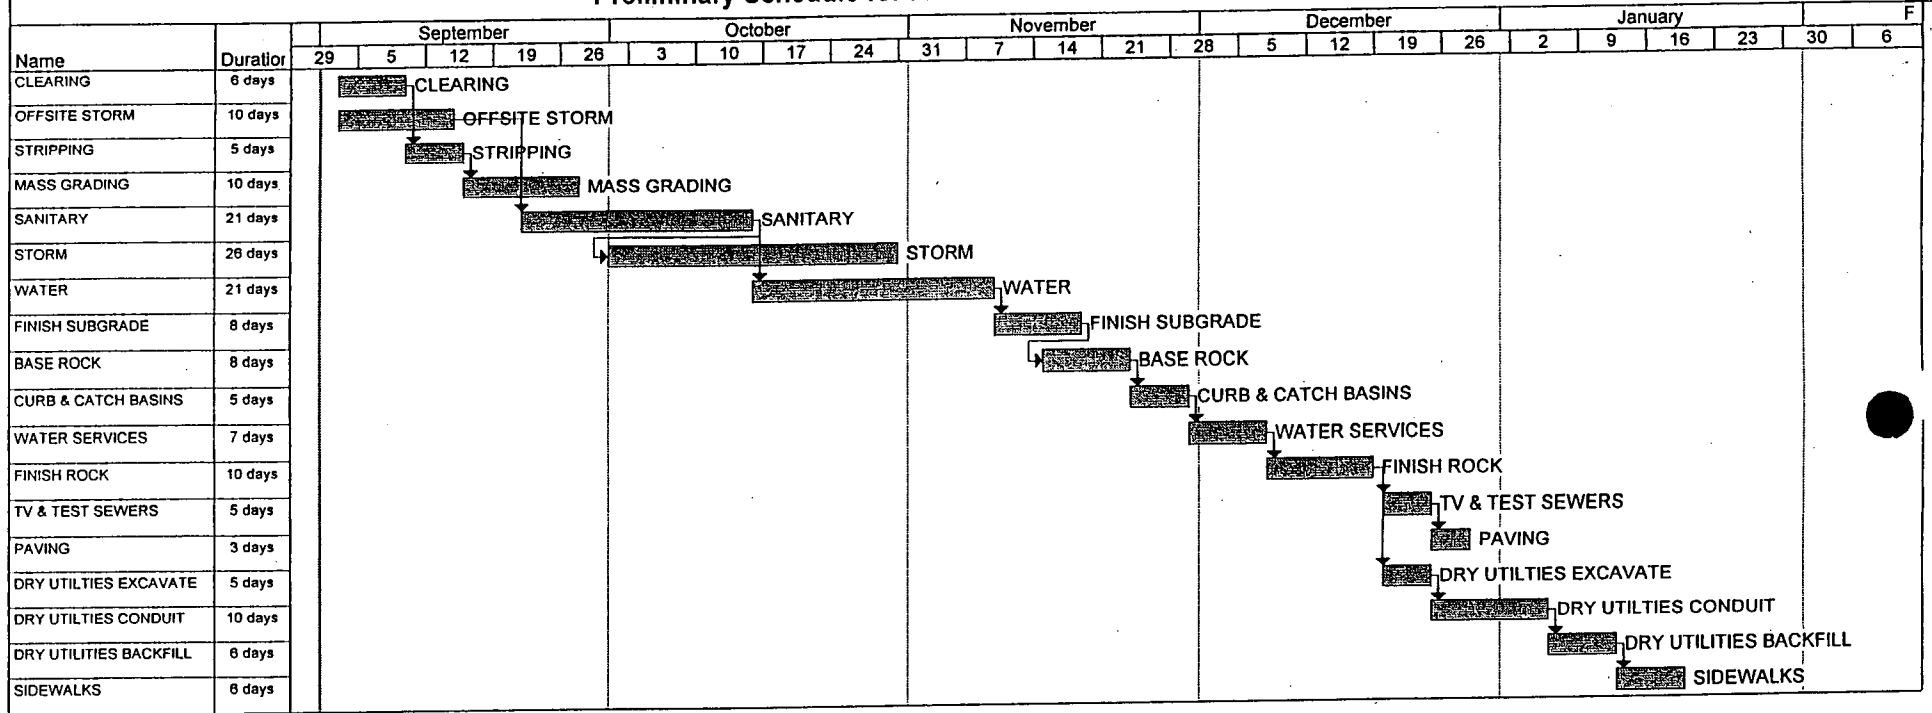 Preliminary Schedule for
September October November December January F
Name Duration 29 5 12 19 26 3 10 17 24 31 7 14 21 28 5 12 19 26 2 9 16 23 30 6
CLEARING 6 days CLEARING
OFFSITE STORM 10 days OFFSITE STORM
STRIPPING 5 days STRIPPING
MASS GRADING 10 days MASS GRADING
SANITARY 21 days SANITARY
STORM 26 days STORM
WATER 21 days WATER
FINISH SUBGRADE 8 days FINISH SUBGRADE
BASE ROCK 8 days BASE ROCK
CURB & CATCH BASINS 5 days CURB & CATCH BASINS
WATER SERVICES 7 days WATER SERVICES
FINISH ROCK 10 days FINISH ROCK
TV & TEST SEWERS 5 days TV & TEST SEWERS
PAVING 3 days PAVING
DRY UTILTIES EXCAVATE 5 days DRY UTILTIES EXCAVATE
DRY UTILTIES CONDUIT 10 days DRY UTILTIES CONDUIT
DRY UTILITIES BACKFILL 6 days DRY UTILITIES BACKFILL
SIDEWALKS 6 days SIDEWALKS